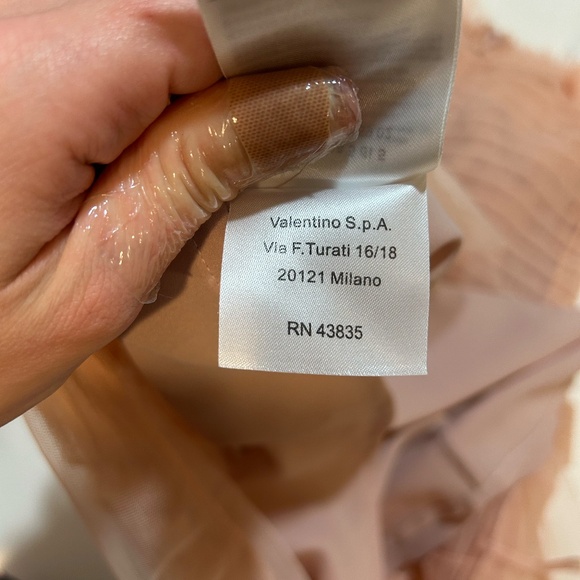 Valentino S.p.A.
Via F.Turati 16/18
20121 Milano
RN 43835